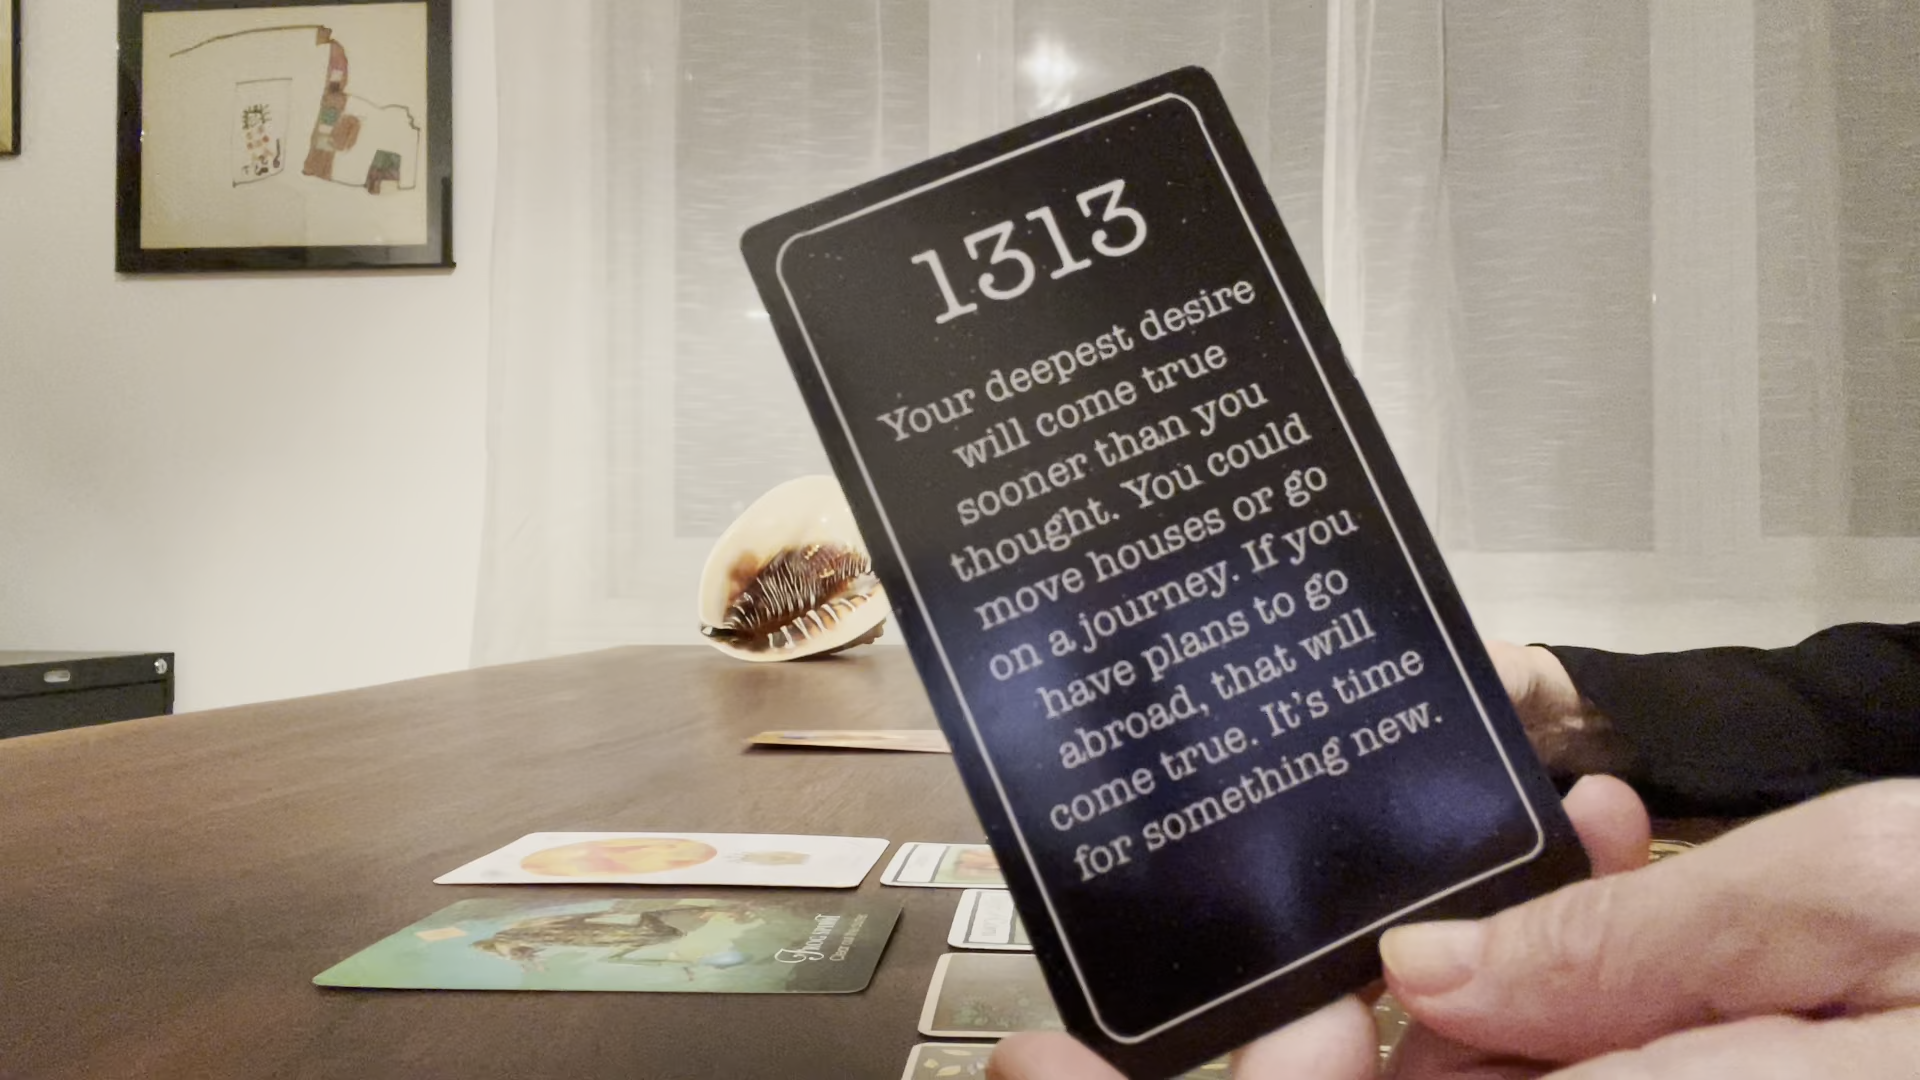 1313
Your deepest desire
will come true
sooner than you
thought. You could
move houses or go
on a journey. If you
have plans to go
abroad, that will
come true. It's time
for something new.